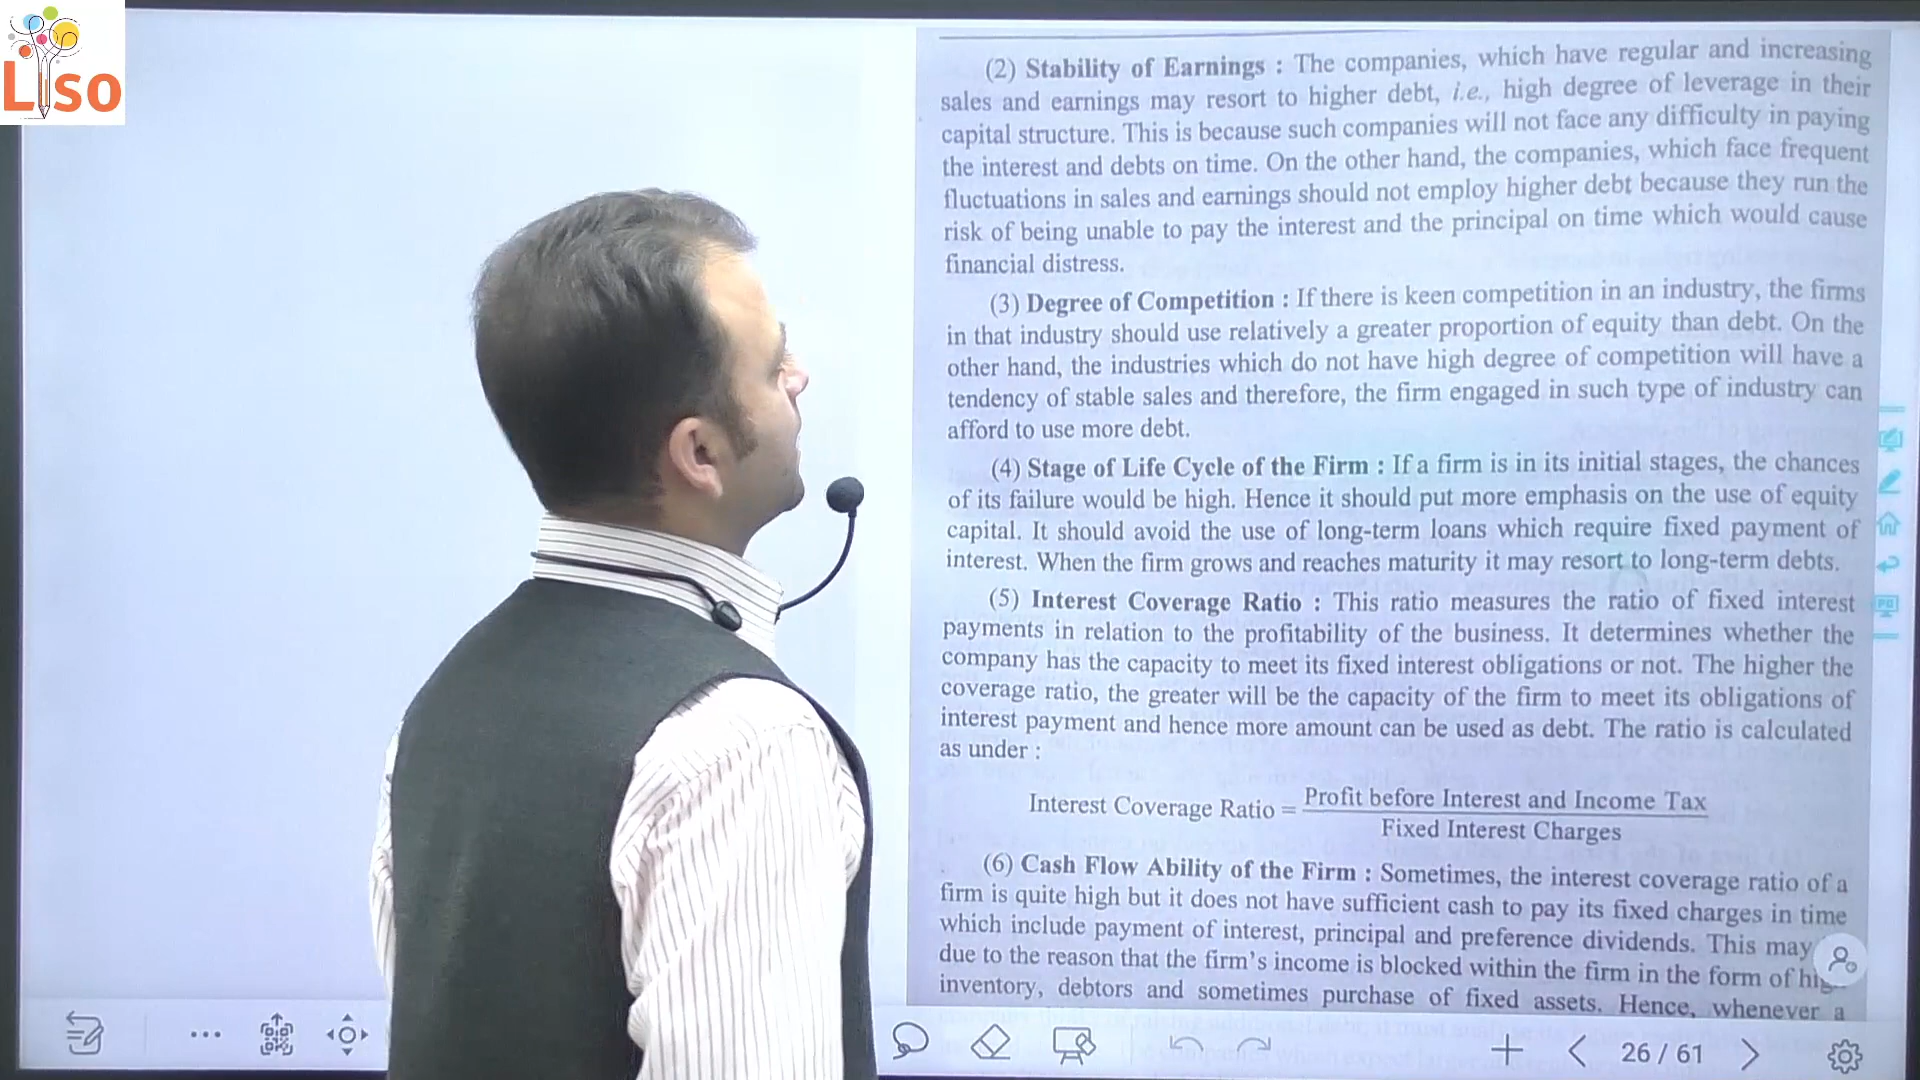 Liso
(2) Stability of Earnings : The companies, which have regular and increasing
sales and earnings may resort to higher debt, i.e., high degree of leverage in their
capital structure. This is because such companies will not face any difficulty in paying
the interest and debts on time. On the other hand, the companies, which face frequent
fluctuations in sales and earnings should not employ higher debt because they run the
risk of being unable to pay the interest and the principal on time which would cause
financial distress.
(3) Degree of Competition : If there is keen competition in an industry, the firms
in that industry should use relatively a greater proportion of equity than debt. On the
other hand, the industries which do not have high degree of competition will have a
tendency of stable sales and therefore, the firm engaged in such type of industry can
afford to use more debt.
(4) Stage of Life Cycle of the Firm : If a firm is in its initial stages, the chances
of its failure would be high. Hence it should put more emphasis on the use of equity
capital. It should avoid the use of long-term loans which require fixed payment of
interest. When the firm grows and reaches maturity it may resort to long-term debts.
(5) Interest Coverage Ratio : This ratio measures the ratio of fixed interest
payments in relation to the profitability of the business. It determines whether the
company has the capacity to meet its fixed interest obligations or not. The higher the
coverage ratio, the greater will be the capacity of the firm to meet its obligations of
interest payment and hence more amount can be used as debt. The ratio is calculated
as under :
Interest Coverage Ratio = Profit before Interest and Income Tax
Fixed Interest Charges
(6) Cash Flow Ability of the Firm : Sometimes, the interest coverage ratio of a
firm is quite high but it does not have sufficient cash to pay its fixed charges in time
which include payment of interest, principal and preference dividends. This may
due to the reason that the firm's income is blocked within the firm in the form of
inventory, debtors and sometimes purchase of fixed assets. Hence, whenever a
26 / 61